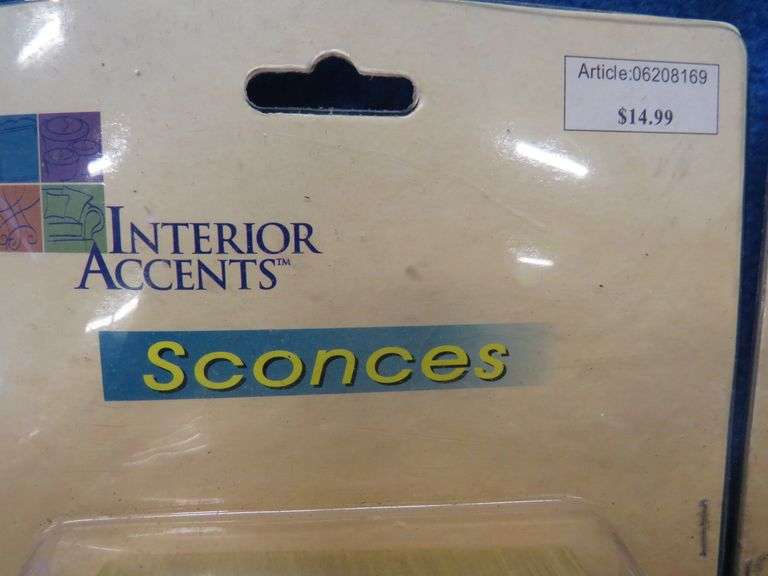 Article:06208169
$14.99
INTERIOR
ACCENTS™
Sconces